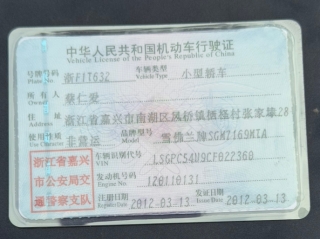 中华人民共和国机动车行驶证
Vehicle License of the People's Republic of China
号牌号码 浙F1T632 车辆类型 小型轿车
Plate No. Vehicle Type
所有人 蔡仁爱
Owner
住址 浙江省嘉兴市南湖区凤桥镇
Address
使用性质 非营运 品牌型号 雪佛兰牌SGM7169MTA
Use Character Model
浙江省嘉兴
市公安局交
通警察支队
车辆识别代号 LSGPC54U9CF022360
VIN
发动机号码 120110131
Engine No.
注册日期 2012-03-13 发证日期 2012-03-13
Register Date Issue Date